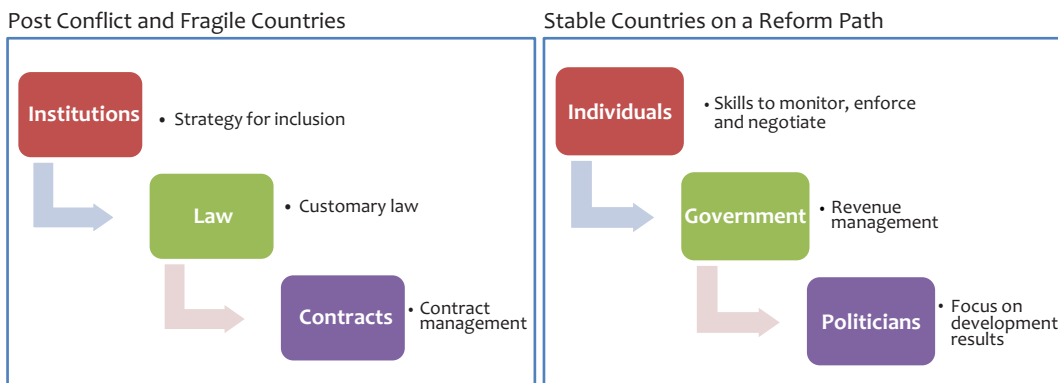 Post Conflict and Fragile Countries
Institutions
• Strategy for inclusion
Law
• Customary law
Contracts
• Contract
management
Stable Countries on a Reform Path
Individuals
• Skills to monitor, enforce
and negotiate
Government
• Revenue
management
Politicians
• Focus on
development
results